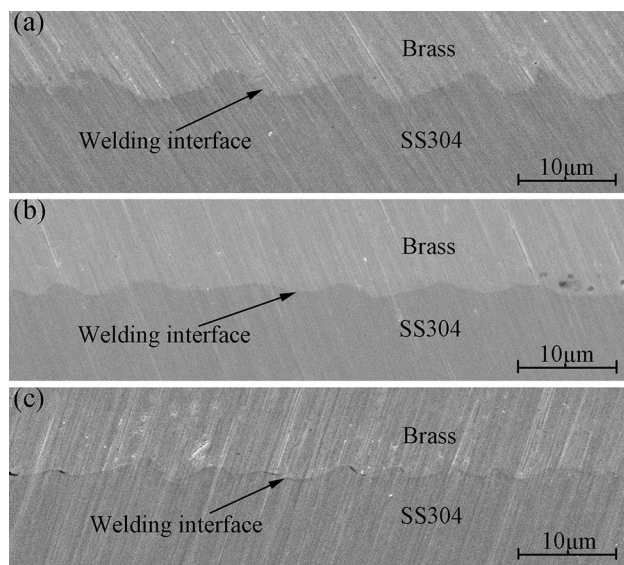 (a)
Brass
Welding interface
SS304
10μm
(b)
Brass
Welding interface
SS304
10μm
(c)
Brass
Welding interface
SS304
10μm